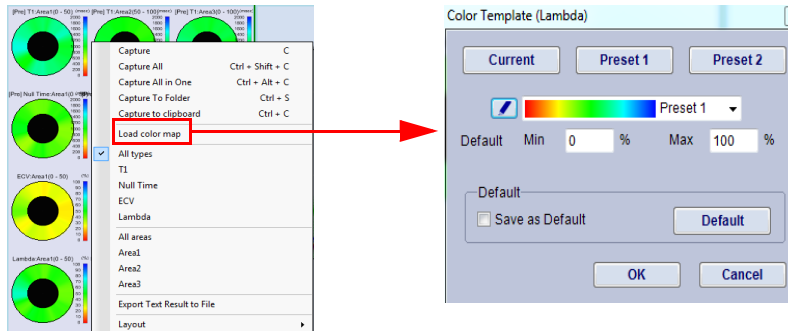 [Pre] T1:Area1(0 - 50) (msec)
[Pre] T1:Area2(50 - 100) (msec)
[Pre] T1:Area3(0 - 100) (msec)
[Pre] Null Time:Area1(0
ECV:Area1(0 - 50) (%)
Lambda:Area1(0 - 50) (%)
Capture C
Capture All Ctrl + Shift + C
Capture All in One Ctrl + Alt + C
Capture To Folder Ctrl + S
Capture to clipboard Ctrl + C
Load color map
All types
T1
Null Time
ECV
Lambda
All areas
Area1
Area2
Area3
Export Text Result to File
Layout
Color Template (Lambda)
Current Preset 1 Preset 2
Preset 1
Default Min 0 % Max 100 %
Default
Save as Default Default
OK Cancel